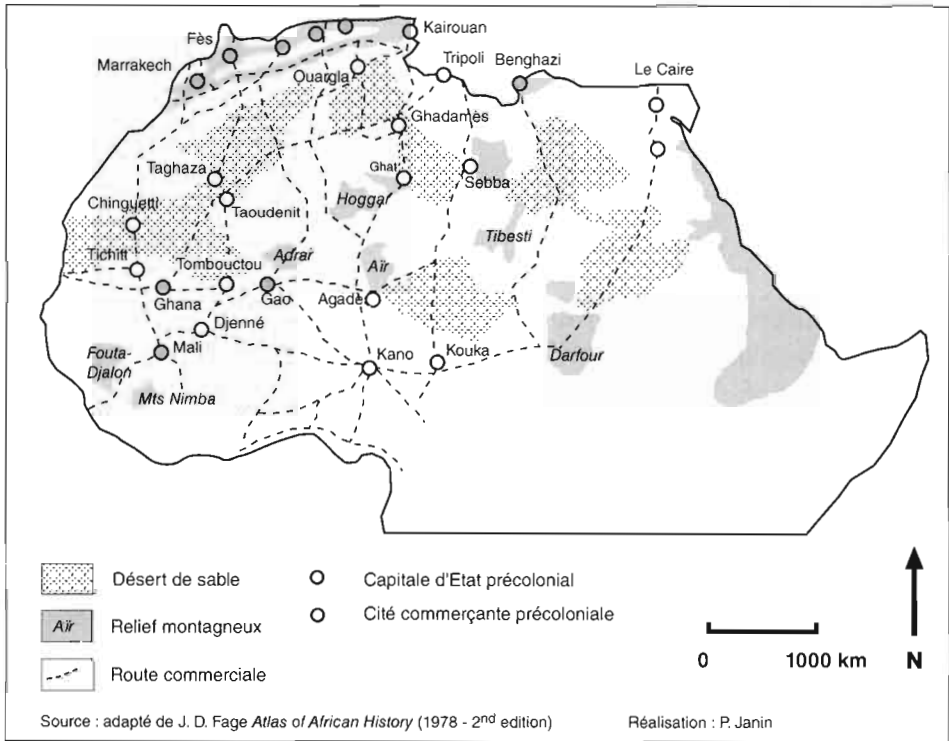 Kairouan
Fès
Tripoli
Benghazi
Marrakech
Ouargla
Le Caire
Ghadamès
Taghaza
Ghat
Sebba
Hoggar
Chinguetti
Taoudenit
Tibesti
Tichitt
Tombouctou
Adrar
Aïr
Ghana
Gao
Agadès
Djenné
Mali
Kano
Kouka
Darfour
Fouta-
Djalon
Mts Nimba
Désert de sable
Capitale d'Etat précolonial
Aïr
Relief montagneux
Cité commerçante précoloniale
Route commerciale
0 1000 km
N
Source : adapté de J. D. Fage Atlas of African History (1978 - 2nd edition)
Réalisation : P. Janin